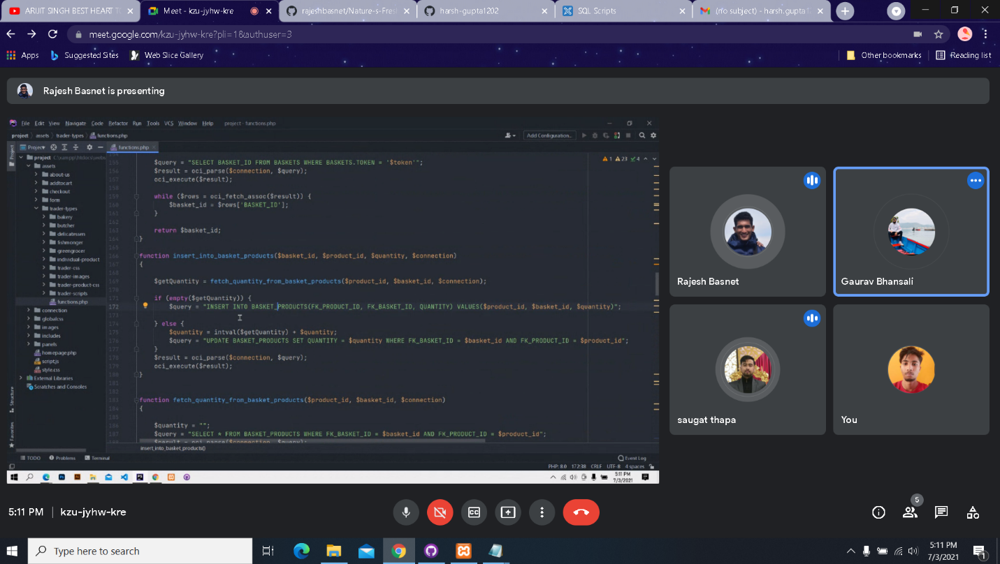 ARIJIT SINGH BEST HEART TO
Meet - kzu-jyhw-kre
rajeshbasnet/Nature-s-Fres
harsh-gupta1202
SQL Scripts
(no subject) - harsh.gupta1
meet.google.com/kzu-jyhw-kre?pli=1&authuser=3
Apps
Suggested Sites
Web Slice Gallery
Other bookmarks
Reading list
Rajesh Basnet is presenting
File Edit View Navigate Code Refactor Run Tools VCS Window Help project - functions.php
project assets trader-types functions.php
Add Configuration...
Project
functions.php
project
assets
about-us
addtocart
checkout
form
trader-types
bakery
butcher
delicatessen
fishmonger
greengrocer
individual-product
trader-css
trader-images
trader-product-css
trader-scripts
functions.php
connection
globalcss
images
includes
panels
homepage.php
script.js
style.css
External Libraries
Scratches and Consoles
Project
Structure
Favorites
1 23 4
155 $query = "SELECT BASKET_ID FROM BASKETS WHERE BASKETS.TOKEN = '$token'";
156 $result = oci_parse($connection, $query);
157 oci_execute($result);
158
159 while ($rows = oci_fetch_assoc($result)) {
160 $basket_id = $rows['BASKET_ID'];
161 }
162
163 return $basket_id;
164 }
165
166 function insert_into_basket_products($basket_id, $product_id, $quantity, $connection)
167 {
168
169 $getQuantity = fetch_quantity_from_basket_products($product_id, $basket_id, $connection);
170
171 if (empty($getQuantity)) {
172 $query = "INSERT INTO BASKET_PRODUCTS(FK_PRODUCT_ID, FK_BASKET_ID, QUANTITY) VALUES($product_id, $basket_id, $quantity)";
173
174 } else {
175 $quantity = intval($getQuantity) + $quantity;
176 $query = "UPDATE BASKET_PRODUCTS SET QUANTITY = $quantity WHERE FK_BASKET_ID = $basket_id AND FK_PRODUCT_ID = $product_id";
177 }
178 $result = oci_parse($connection, $query);
179 oci_execute($result);
180 }
181
182
183 function fetch_quantity_from_basket_products($product_id, $basket_id, $connection)
184 {
185
186 $quantity = "";
187 $query = "SELECT * FROM BASKET_PRODUCTS WHERE FK_BASKET_ID = $basket_id AND FK_PRODUCT_ID = $product_id";
188 $result = oci_parse($connection, $query);
insert_into_basket_products()
TODO Problems Terminal
Event Log
PHP: 8.0 172:38 CRLF UTF-8 4 spaces
5:11 PM
7/3/2021
Rajesh Basnet
Gaurav Bhansali
saugat thapa
You
5:11 PM | kzu-jyhw-kre
5
Type here to search
5:11 PM
7/3/2021
1